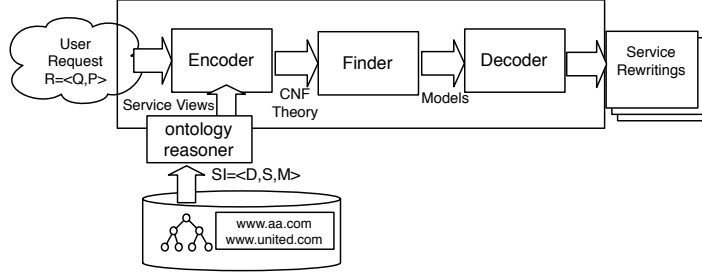 User
Request
R=<Q,P>
Encoder
Finder
Decoder
Service
Rewritings
Service Views
CNF
Theory
Models
ontology
reasoner
SI=<D,S,M>
www.aa.com
www.united.com